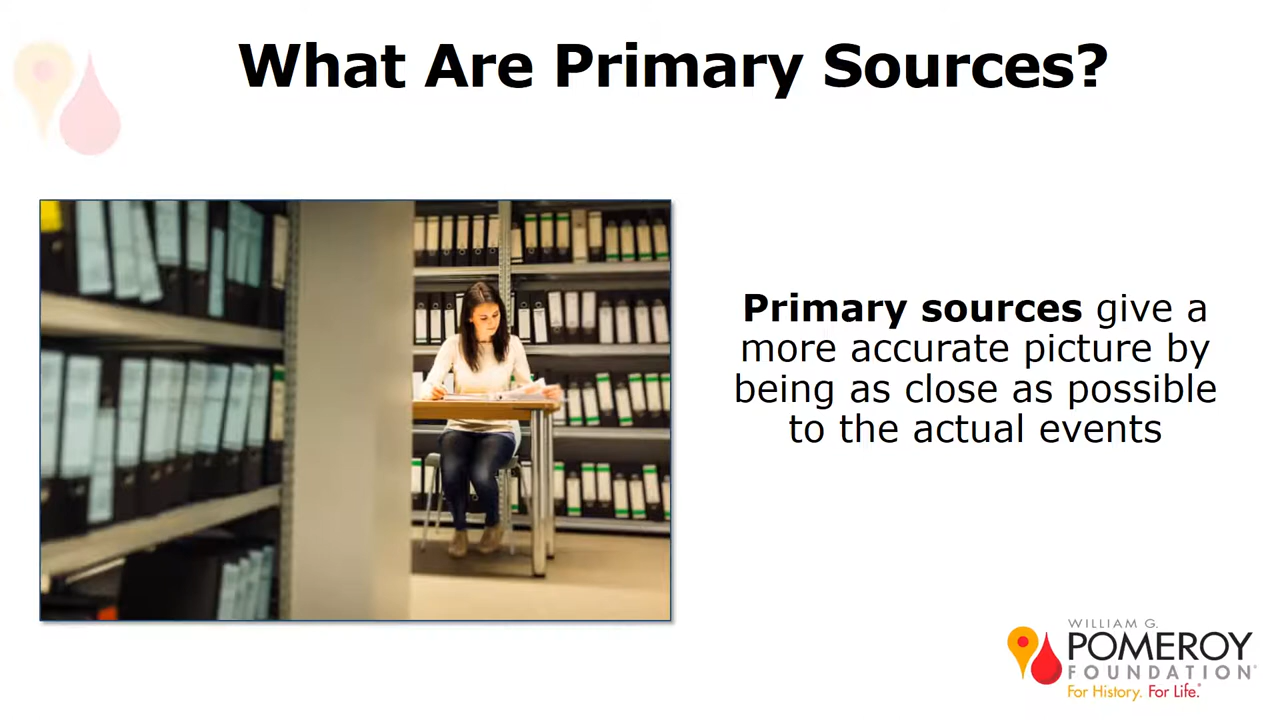 What Are Primary Sources?
Primary sources give a
more accurate picture by
being as close as possible
to the actual events
WILLIAM G.
POMEROY
FOUNDATION®
For History. For Life.®